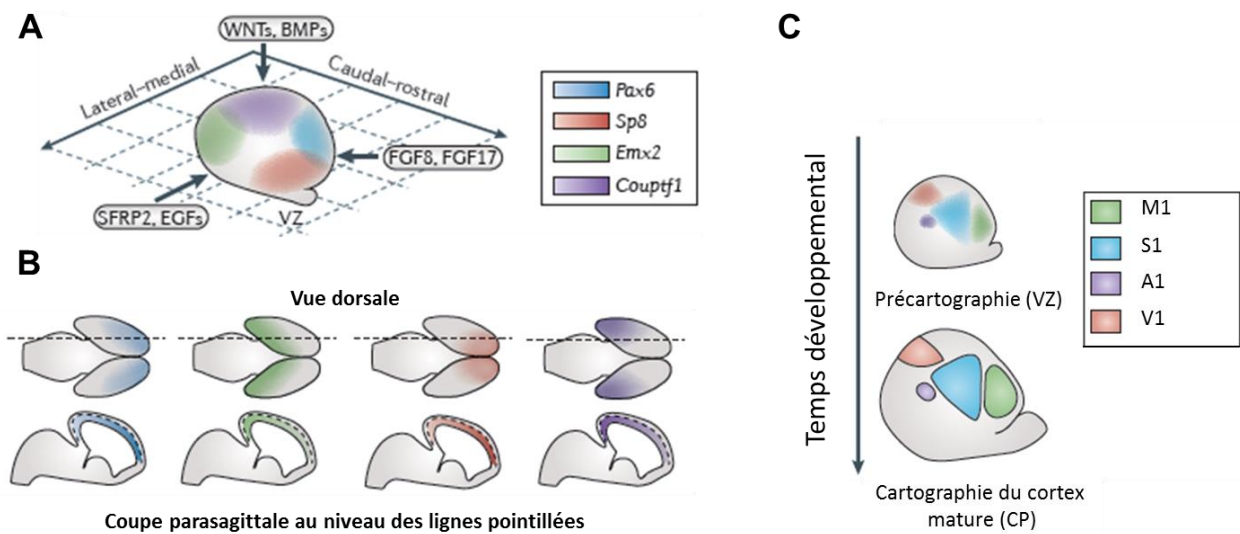 A
WNTs, BMPs
Lateral–medial
Caudal–rostral
FGF8, FGF17
SFRP2, EGFs
VZ
Pax6
Sp8
Emx2
Couptf1
B
Vue dorsale
Coupe parasagittale au niveau des lignes pointillées
C
Temps développemental
Précartographie (VZ)
Cartographie du cortex
mature (CP)
M1
S1
A1
V1